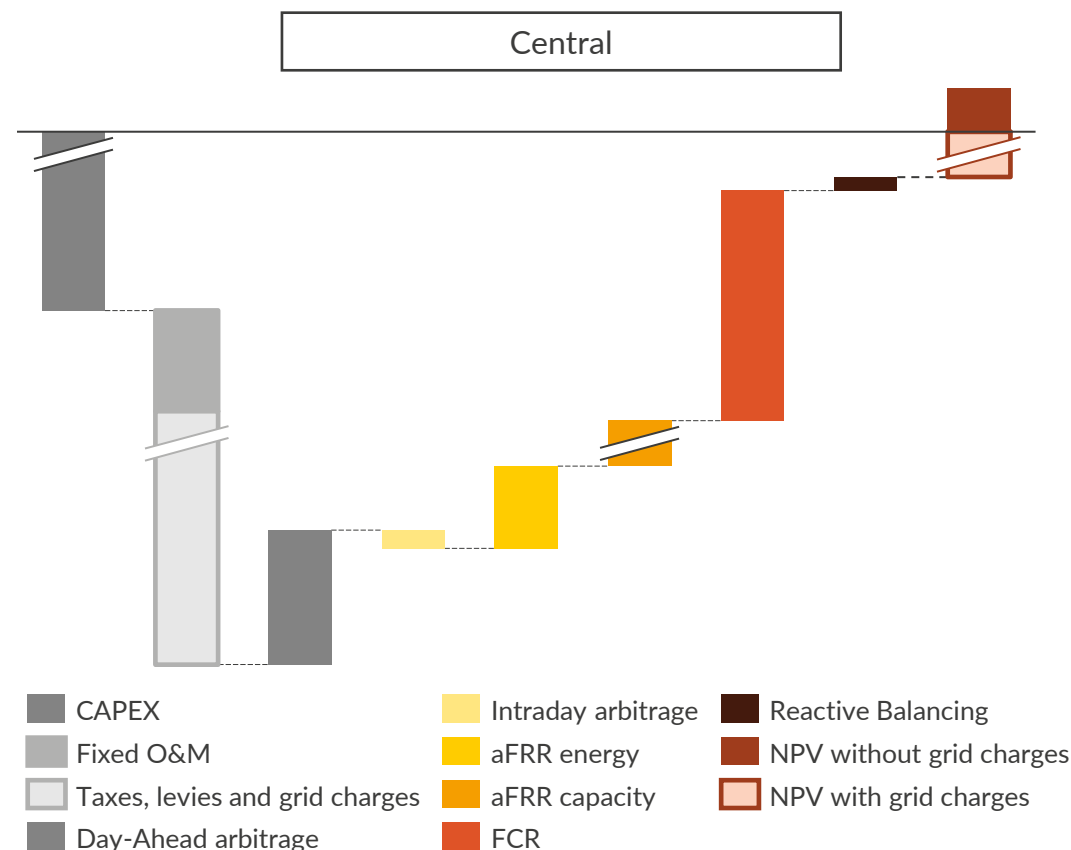 Central
CAPEX
Fixed O&M
Taxes, levies and grid charges
Day-Ahead arbitrage
Intraday arbitrage
aFRR energy
aFRR capacity
FCR
Reactive Balancing
NPV without grid charges
NPV with grid charges